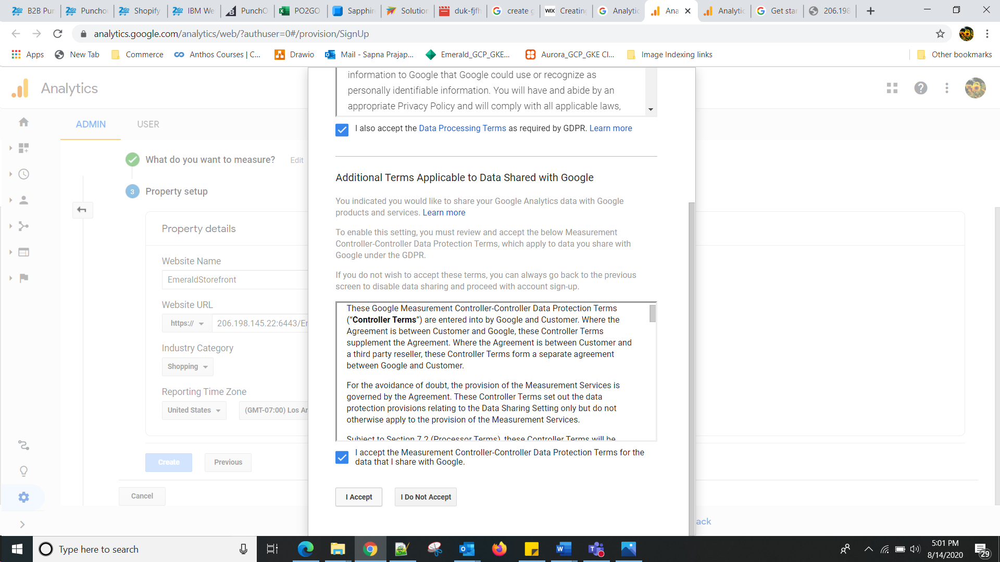 B2B Pun
Puncho
Shopify
IBM We
PunchO
PO2GO
Sapphir
Solution
duk-fjfh
create g
WIX Creating
Analytic
Ana
Analytic
Get star
206.198
analytics.google.com/analytics/web/?authuser=0#/provision/SignUp
Apps
New Tab
Commerce
Anthos Courses | C...
Drawio
Mail - Sapna Prajap...
Emerald_GCP_GKE...
Aurora_GCP_GKE Cl...
Image Indexing links
Other bookmarks
Analytics
ADMIN
USER
What do you want to measure?
Edit
3
Property setup
Property details
Website Name
EmeraldStorefront
Website URL
https://
206.198.145.22:6443/Er
Industry Category
Shopping
Reporting Time Zone
United States
(GMT-07:00) Los An
Create
Previous
Cancel
information to Google that Google could use or recognize as
personally identifiable information. You will have and abide by an
appropriate Privacy Policy and will comply with all applicable laws,
I also accept the Data Processing Terms as required by GDPR. Learn more
Additional Terms Applicable to Data Shared with Google
You indicated you would like to share your Google Analytics data with Google
products and services. Learn more
To enable this setting, you must review and accept the below Measurement
Controller-Controller Data Protection Terms, which apply to data you share with
Google under the GDPR.
If you do not wish to accept these terms, you can always go back to the previous
screen to disable data sharing and proceed with account sign-up.
These Google Measurement Controller-Controller Data Protection Terms
(“Controller Terms”) are entered into by Google and Customer. Where the
Agreement is between Customer and Google, these Controller Terms
supplement the Agreement. Where the Agreement is between Customer and
a third party reseller, these Controller Terms form a separate agreement
between Google and Customer.
For the avoidance of doubt, the provision of the Measurement Services is
governed by the Agreement. These Controller Terms set out the data
protection provisions relating to the Data Sharing Setting only but do not
otherwise apply to the provision of the Measurement Services.
Subject to Section 7.2 (Processor Terms), these Controller Terms will be
I accept the Measurement Controller-Controller Data Protection Terms for the
data that I share with Google.
I Accept
I Do Not Accept
ack
Type here to search
5:01 PM
8/14/2020
29